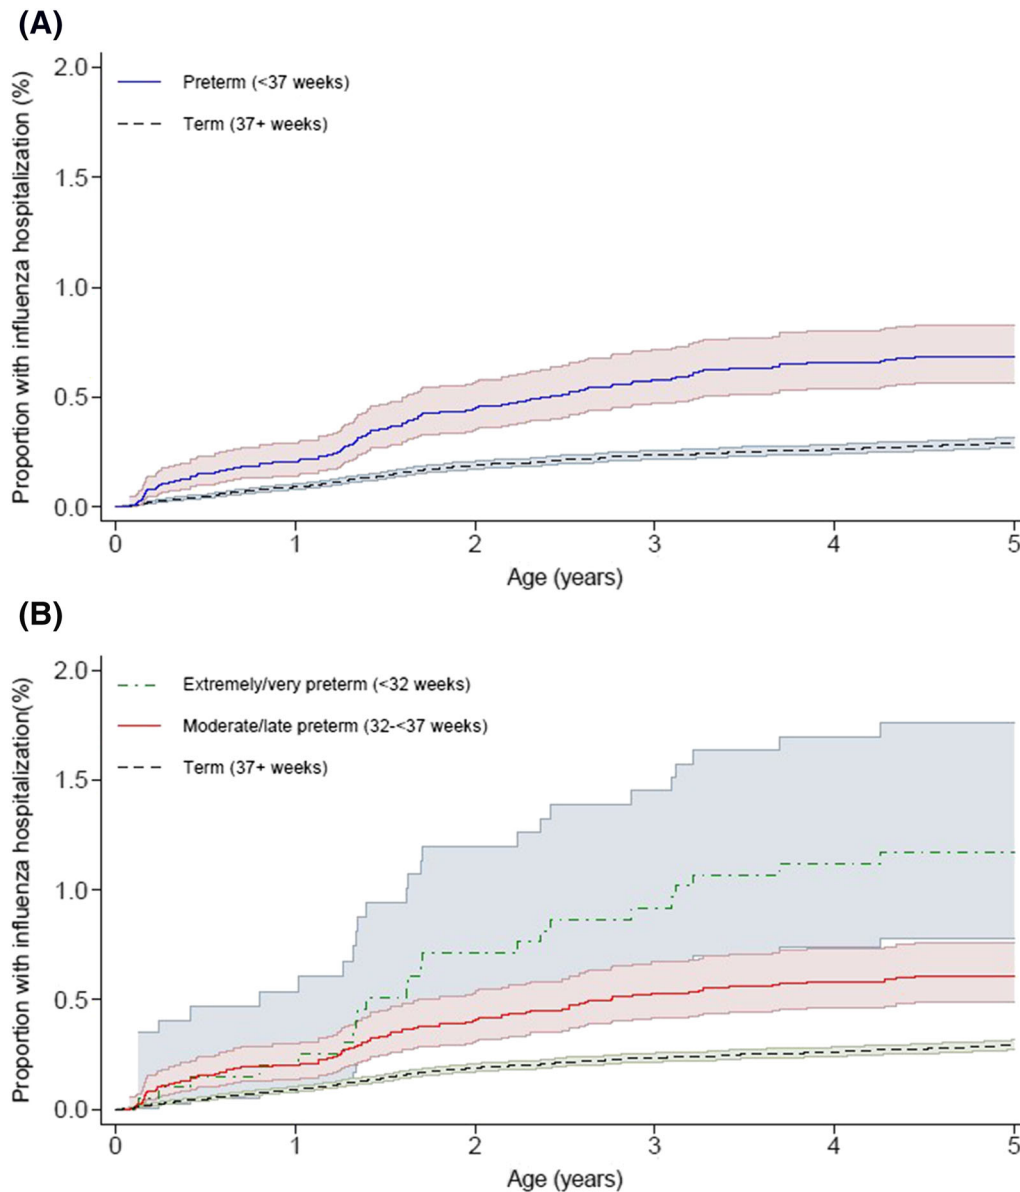 (A)
Proportion with influenza hospitalization (%)
2.0
1.5
1.0
0.5
0.0
Preterm (<37 weeks)
Term (37+ weeks)
0 1 2 3 4 5
Age (years)
(B)
Proportion with influenza hospitalization(%)
2.0
1.5
1.0
0.5
0.0
Extremely/very preterm (<32 weeks)
Moderate/late preterm (32-<37 weeks)
Term (37+ weeks)
0 1 2 3 4 5
Age (years)